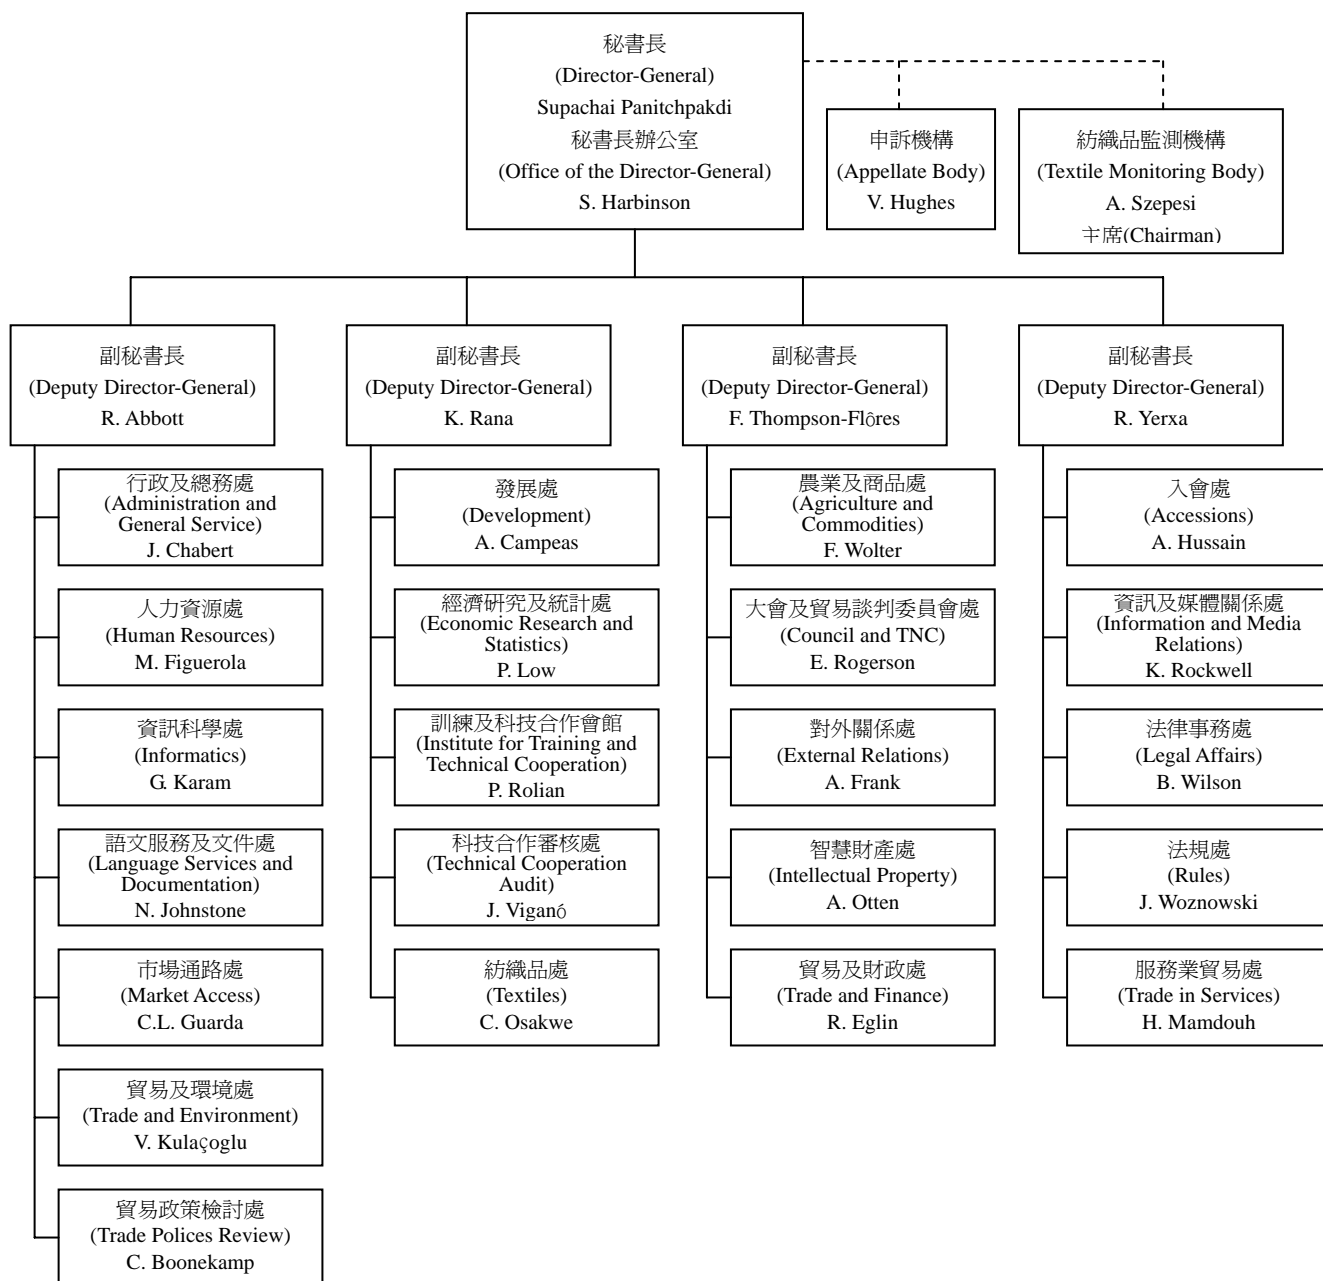 秘書長
(Director-General)
Supachai Panitchpakdi
秘書長辦公室
(Office of the Director-General)
S. Harbinson
申訴機構
(Appellate Body)
V. Hughes
紡織品監測機構
(Textile Monitoring Body)
A. Szepesi
主席(Chairman)
副秘書長
(Deputy Director-General)
R. Abbott
副秘書長
(Deputy Director-General)
K. Rana
副秘書長
(Deputy Director-General)
F. Thompson-Flôres
副秘書長
(Deputy Director-General)
R. Yerxa
行政及總務處
(Administration and
General Service)
J. Chabert
人力資源處
(Human Resources)
M. Figuerola
資訊科學處
(Informatics)
G. Karam
語文服務及文件處
(Language Services and
Documentation)
N. Johnstone
市場通路處
(Market Access)
C.L. Guarda
貿易及環境處
(Trade and Environment)
V. Kulaçoglu
貿易政策檢討處
(Trade Polices Review)
C. Boonekamp
發展處
(Development)
A. Campeas
經濟研究及統計處
(Economic Research and
Statistics)
P. Low
訓練及科技合作會館
(Institute for Training and
Technical Cooperation)
P. Rolian
科技合作審核處
(Technical Cooperation
Audit)
J. Viganó
紡織品處
(Textiles)
C. Osakwe
農業及商品處
(Agriculture and
Commodities)
F. Wolter
大會及貿易談判委員會處
(Council and TNC)
E. Rogerson
對外關係處
(External Relations)
A. Frank
智慧財產處
(Intellectual Property)
A. Otten
貿易及財政處
(Trade and Finance)
R. Eglin
入會處
(Accessions)
A. Hussain
資訊及媒體關係處
(Information and Media
Relations)
K. Rockwell
法律事務處
(Legal Affairs)
B. Wilson
法規處
(Rules)
J. Woznowski
服務業貿易處
(Trade in Services)
H. Mamdouh